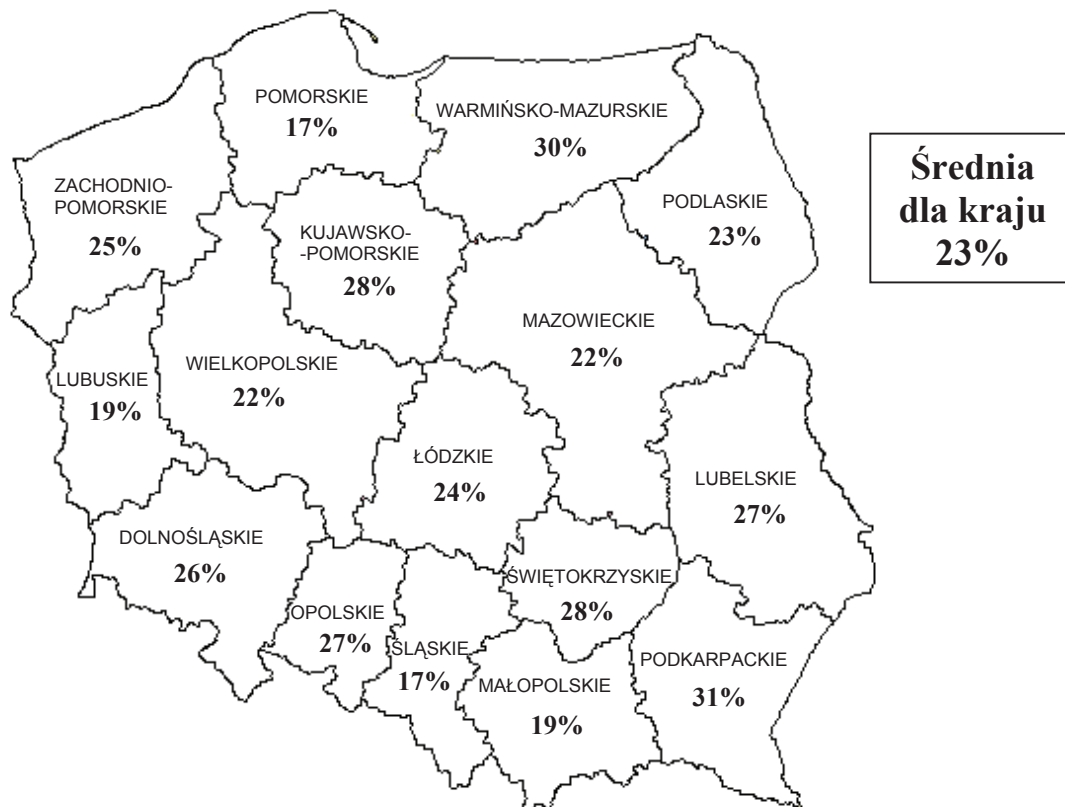 POMORSKIE
17%
WARMIŃSKO-MAZURSKIE
30%
Średnia
dla kraju
23%
ZACHODNIO-
POMORSKIE
25%
PODLASKIE
23%
KUJAWSKO-
-POMORSKIE
28%
MAZOWIECKIE
22%
LUBUSKIE
19%
WIELKOPOLSKIE
22%
ŁÓDZKIE
24%
LUBELSKIE
27%
DOLNOŚLĄSKIE
26%
ŚWIĘTOKRZYSKIE
28%
OPOLSKIE
27%
ŚLĄSKIE
17%
MAŁOPOLSKIE
19%
PODKARPACKIE
31%